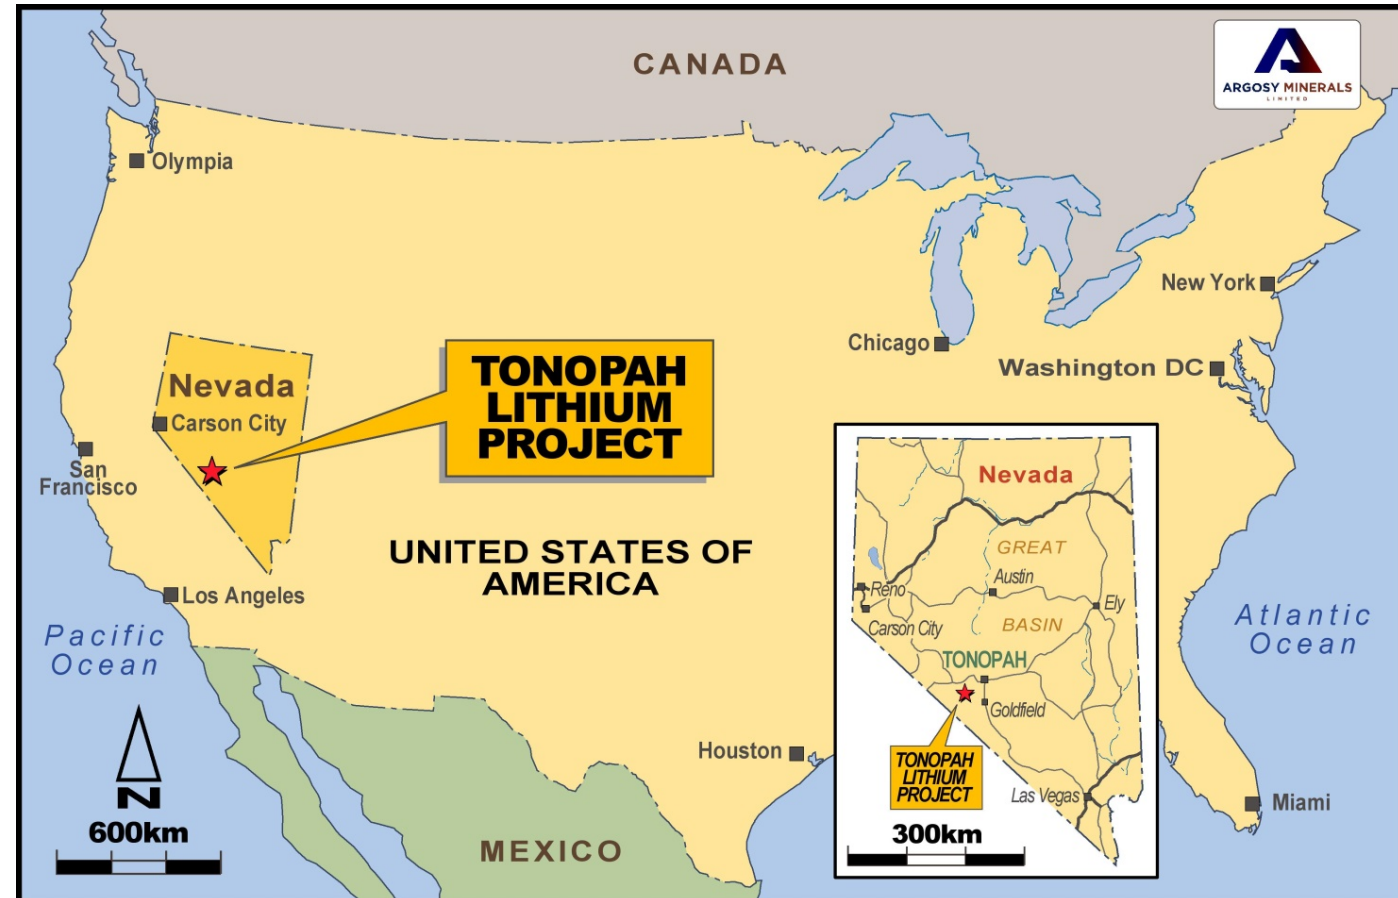 CANADA
ARGOSY MINERALS
LIMITED
Olympia
New York
Chicago
Washington DC
Nevada
Carson City
TONOPAH
LITHIUM
PROJECT
San
Francisco
UNITED STATES OF
AMERICA
Los Angeles
Pacific
Ocean
Atlantic
Ocean
Houston
Miami
MEXICO
N
600km
Nevada
GREAT
Austin
Reno
Ely
Carson City
BASIN
TONOPAH
Goldfield
TONOPAH
LITHIUM
PROJECT
Las Vegas
300km